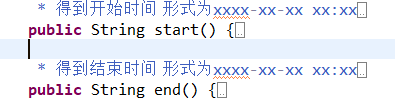 * 得到开始时间 形式为xxxx-xx-xx xx:xx
public String start() {
* 得到结束时间 形式为xxxx-xx-xx xx:xx
public String end() {